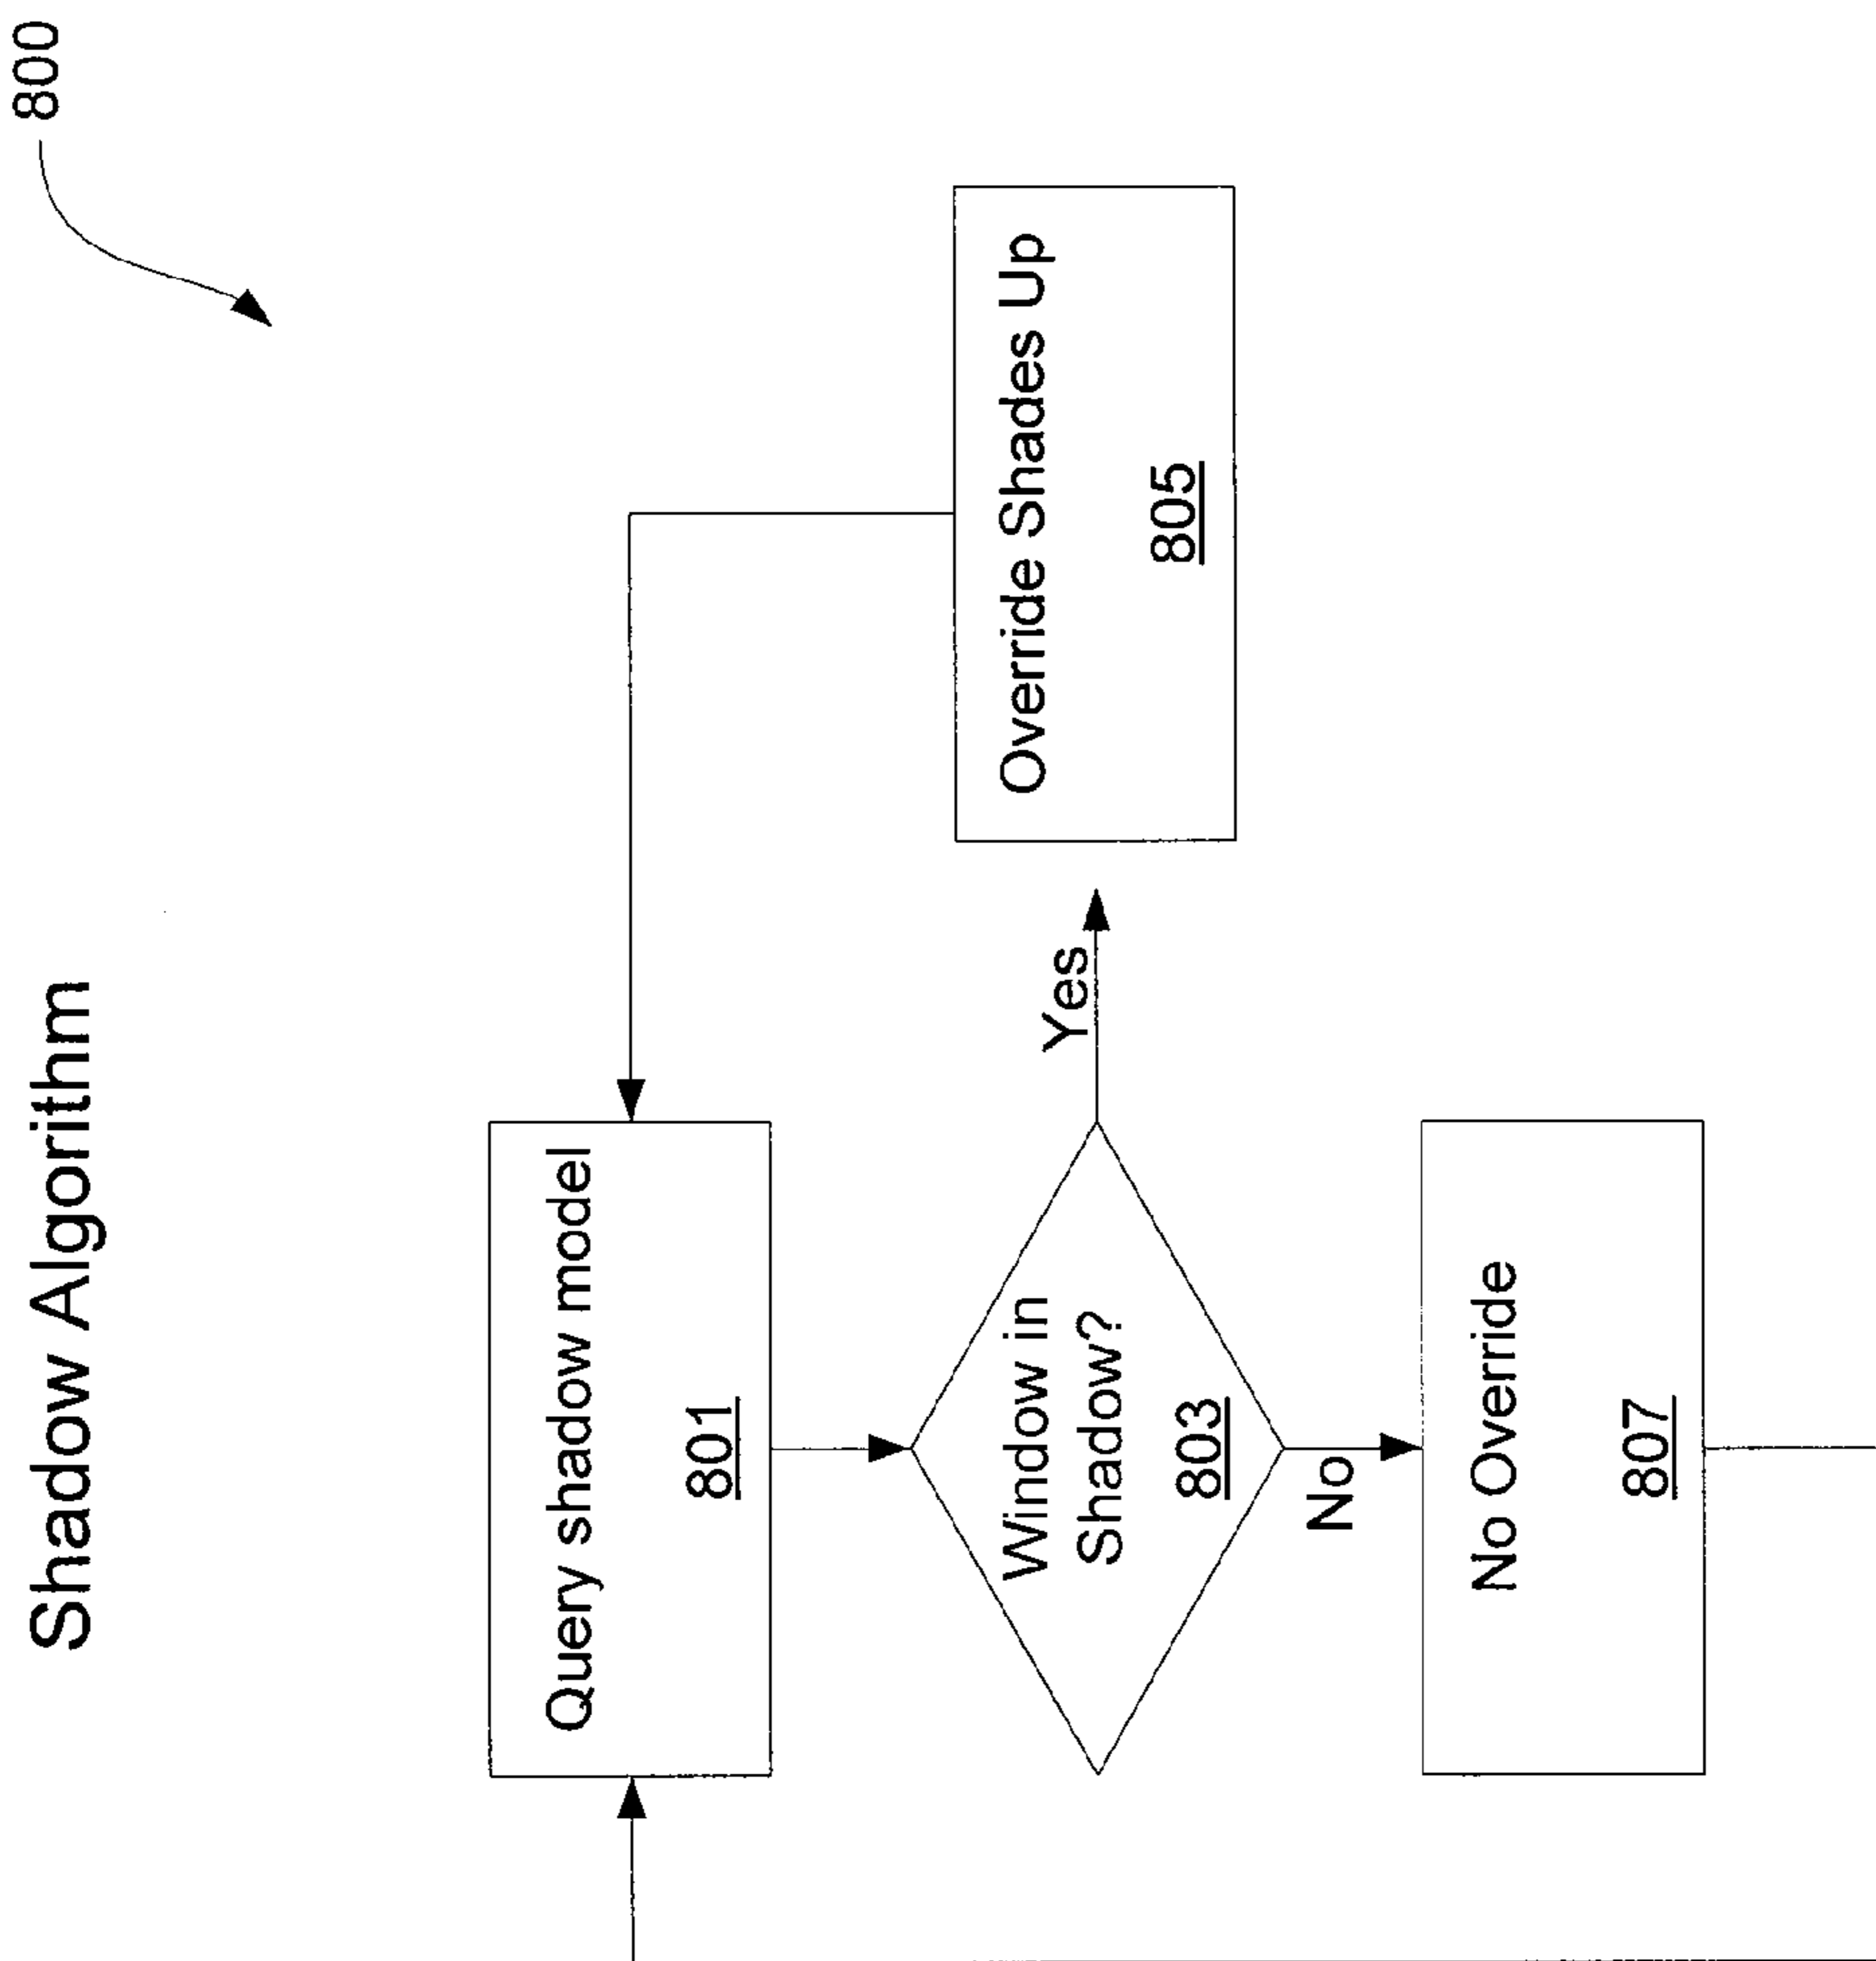 Shadow Algorithm
800
Query shadow model
801
Window in
Shadow?
803
Yes
Override Shades Up
805
No
No Override
807